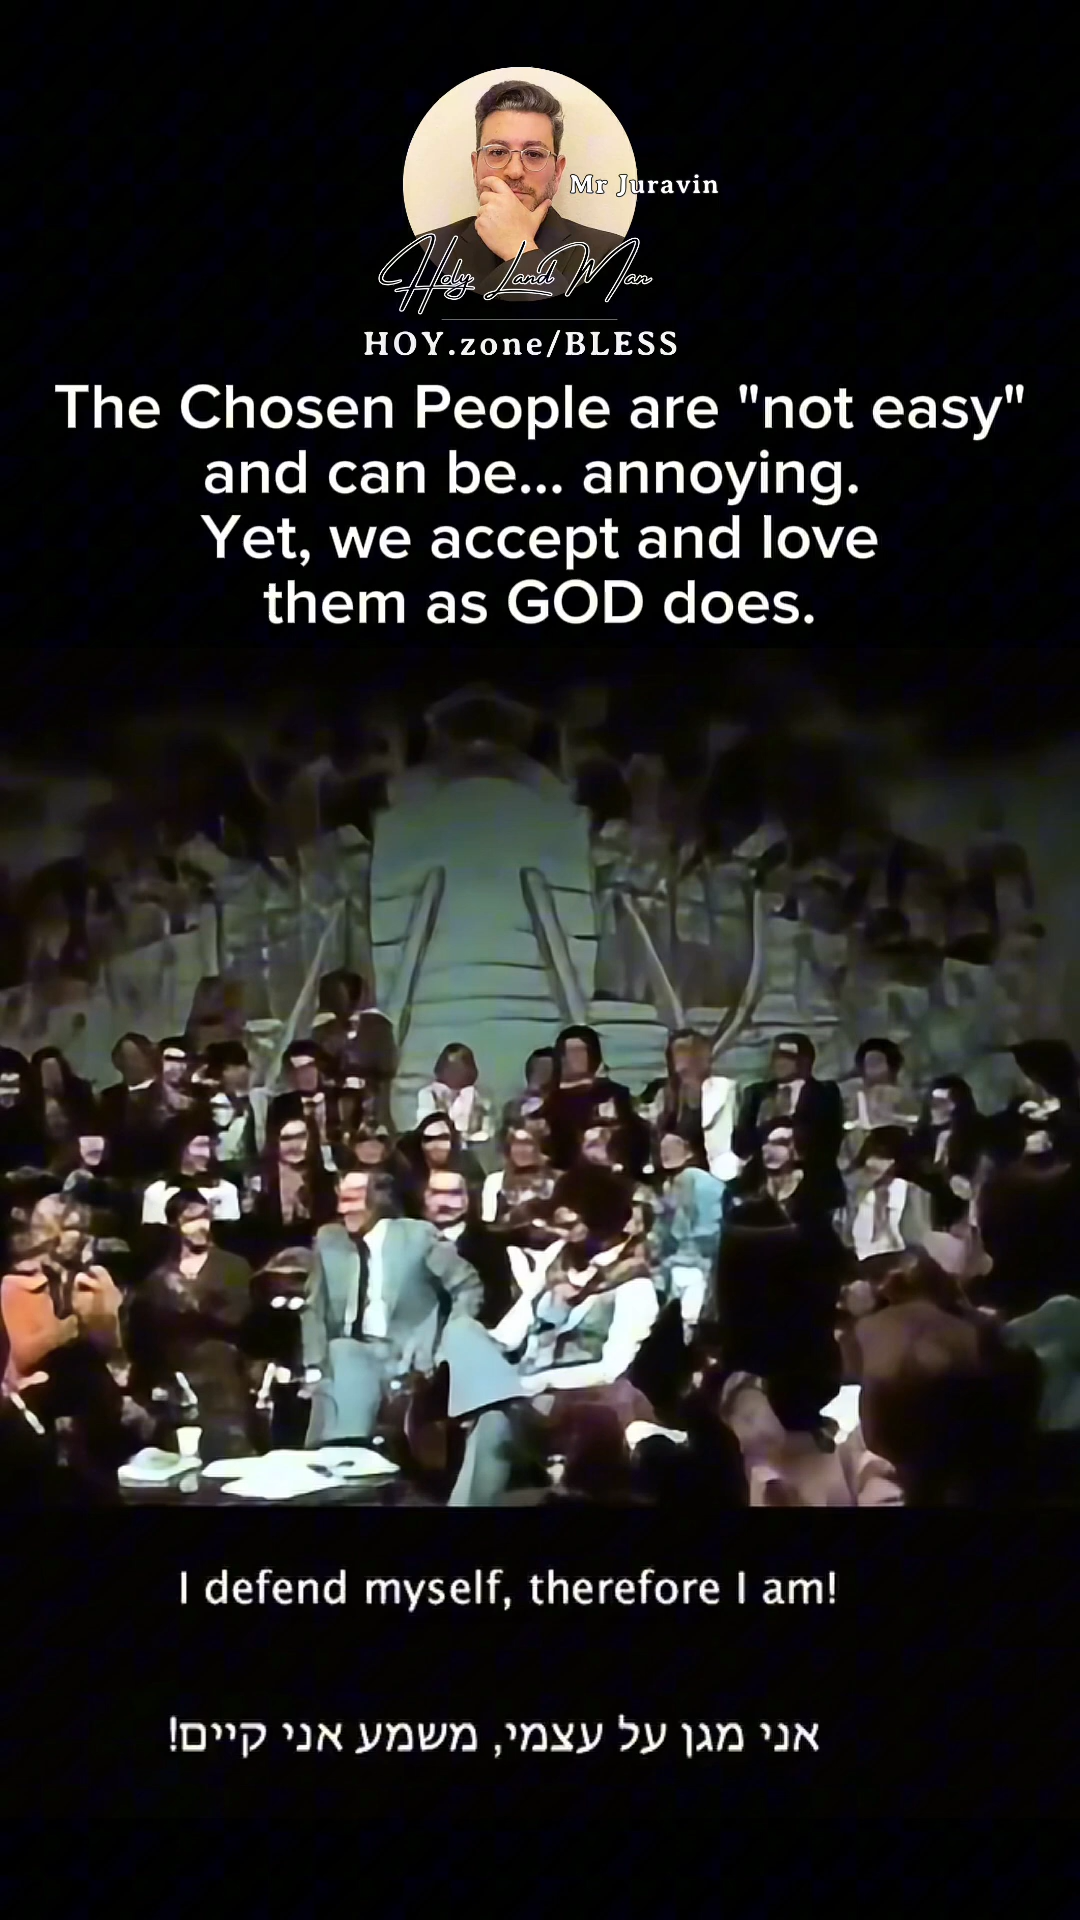 Mr Juravin
Holy Land Man
HOY.zone/BLESS
The Chosen People are "not easy"
and can be... annoying.
Yet, we accept and love
them as GOD does.
I defend myself, therefore I am!
אני מגן על עצמי, משמע אני קיים!